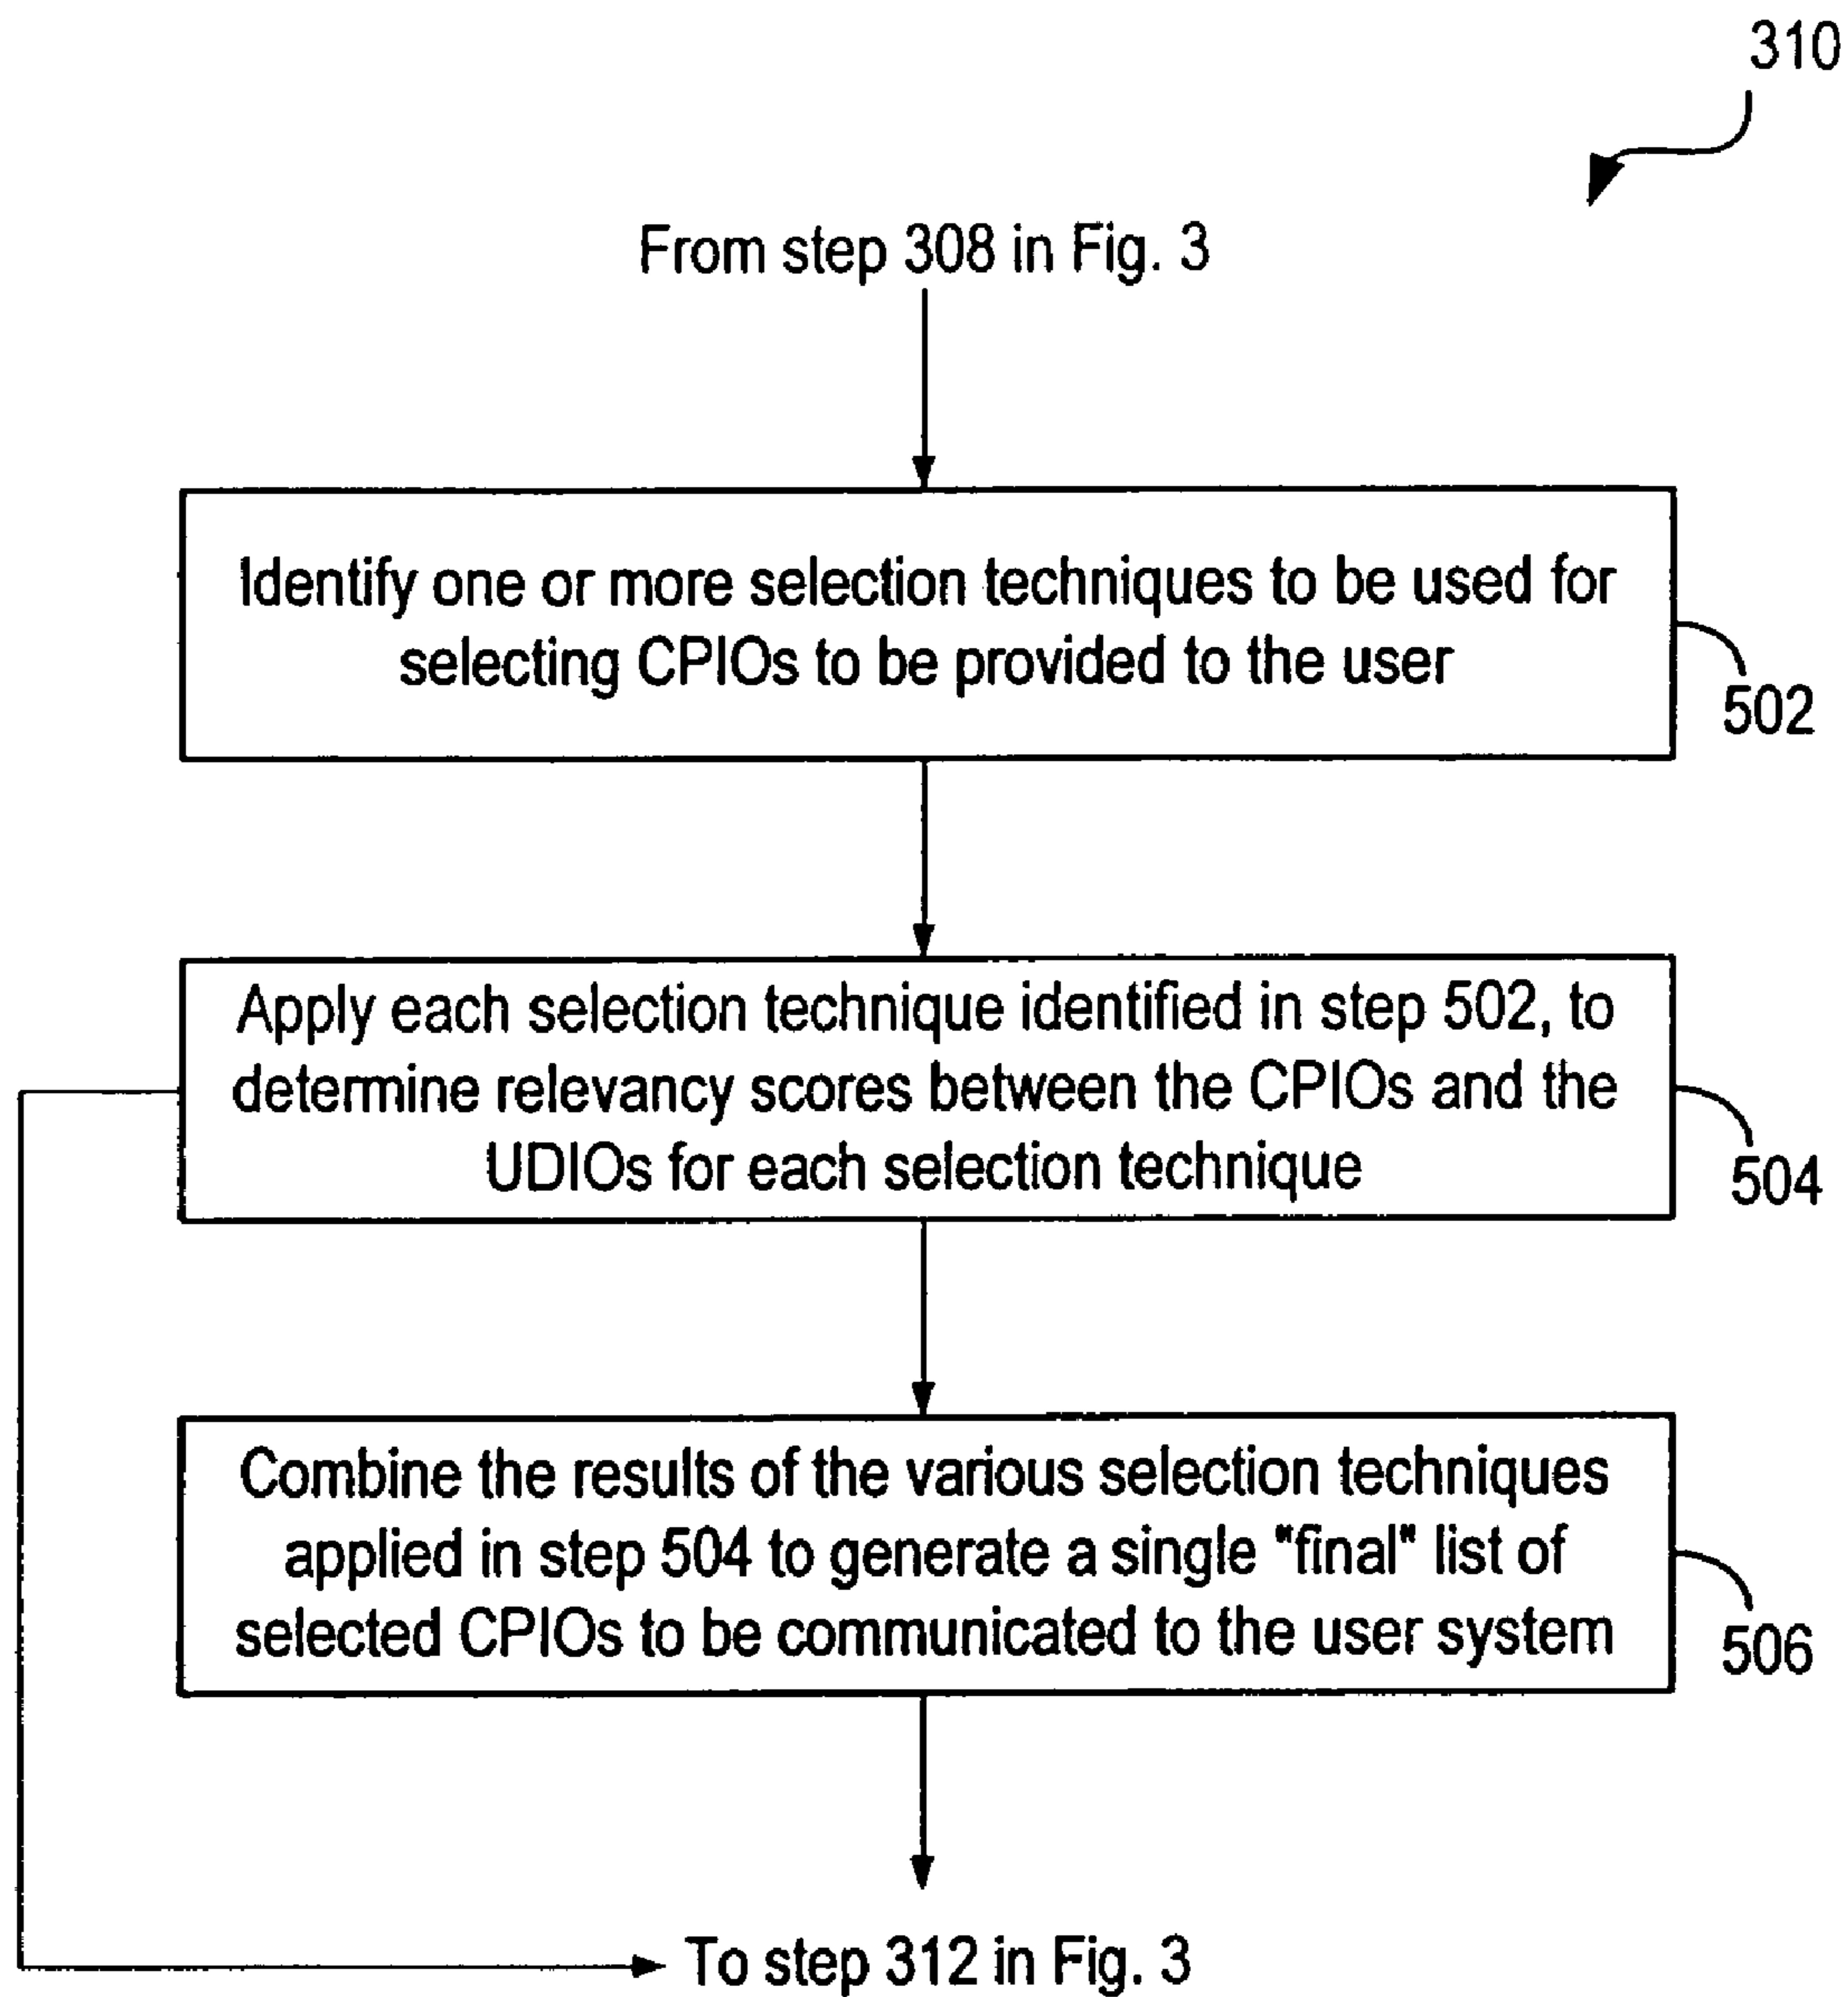 310
From step 308 in Fig. 3
Identify one or more selection techniques to be used for
selecting CPIOs to be provided to the user
502
Apply each selection technique identified in step 502, to
determine relevancy scores between the CPIOs and the
UDIOs for each selection technique
504
Combine the results of the various selection techniques
applied in step 504 to generate a single "final" list of
selected CPIOs to be communicated to the user system
506
To step 312 in Fig. 3